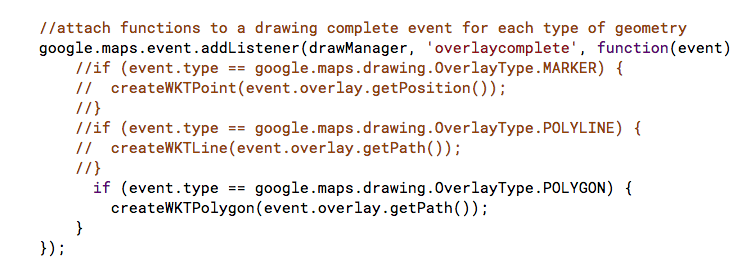 //attach functions to a drawing complete event for each type of geometry
google.maps.event.addListener(drawManager, 'overlaycomplete', function(event)
    //if (event.type == google.maps.drawing.OverlayType.MARKER) {
    //  createWKTPoint(event.overlay.getPosition());
    //}
    //if (event.type == google.maps.drawing.OverlayType.POLYLINE) {
    //  createWKTLine(event.overlay.getPath());
    //}
      if (event.type == google.maps.drawing.OverlayType.POLYGON) {
        createWKTPolygon(event.overlay.getPath());
    }
});